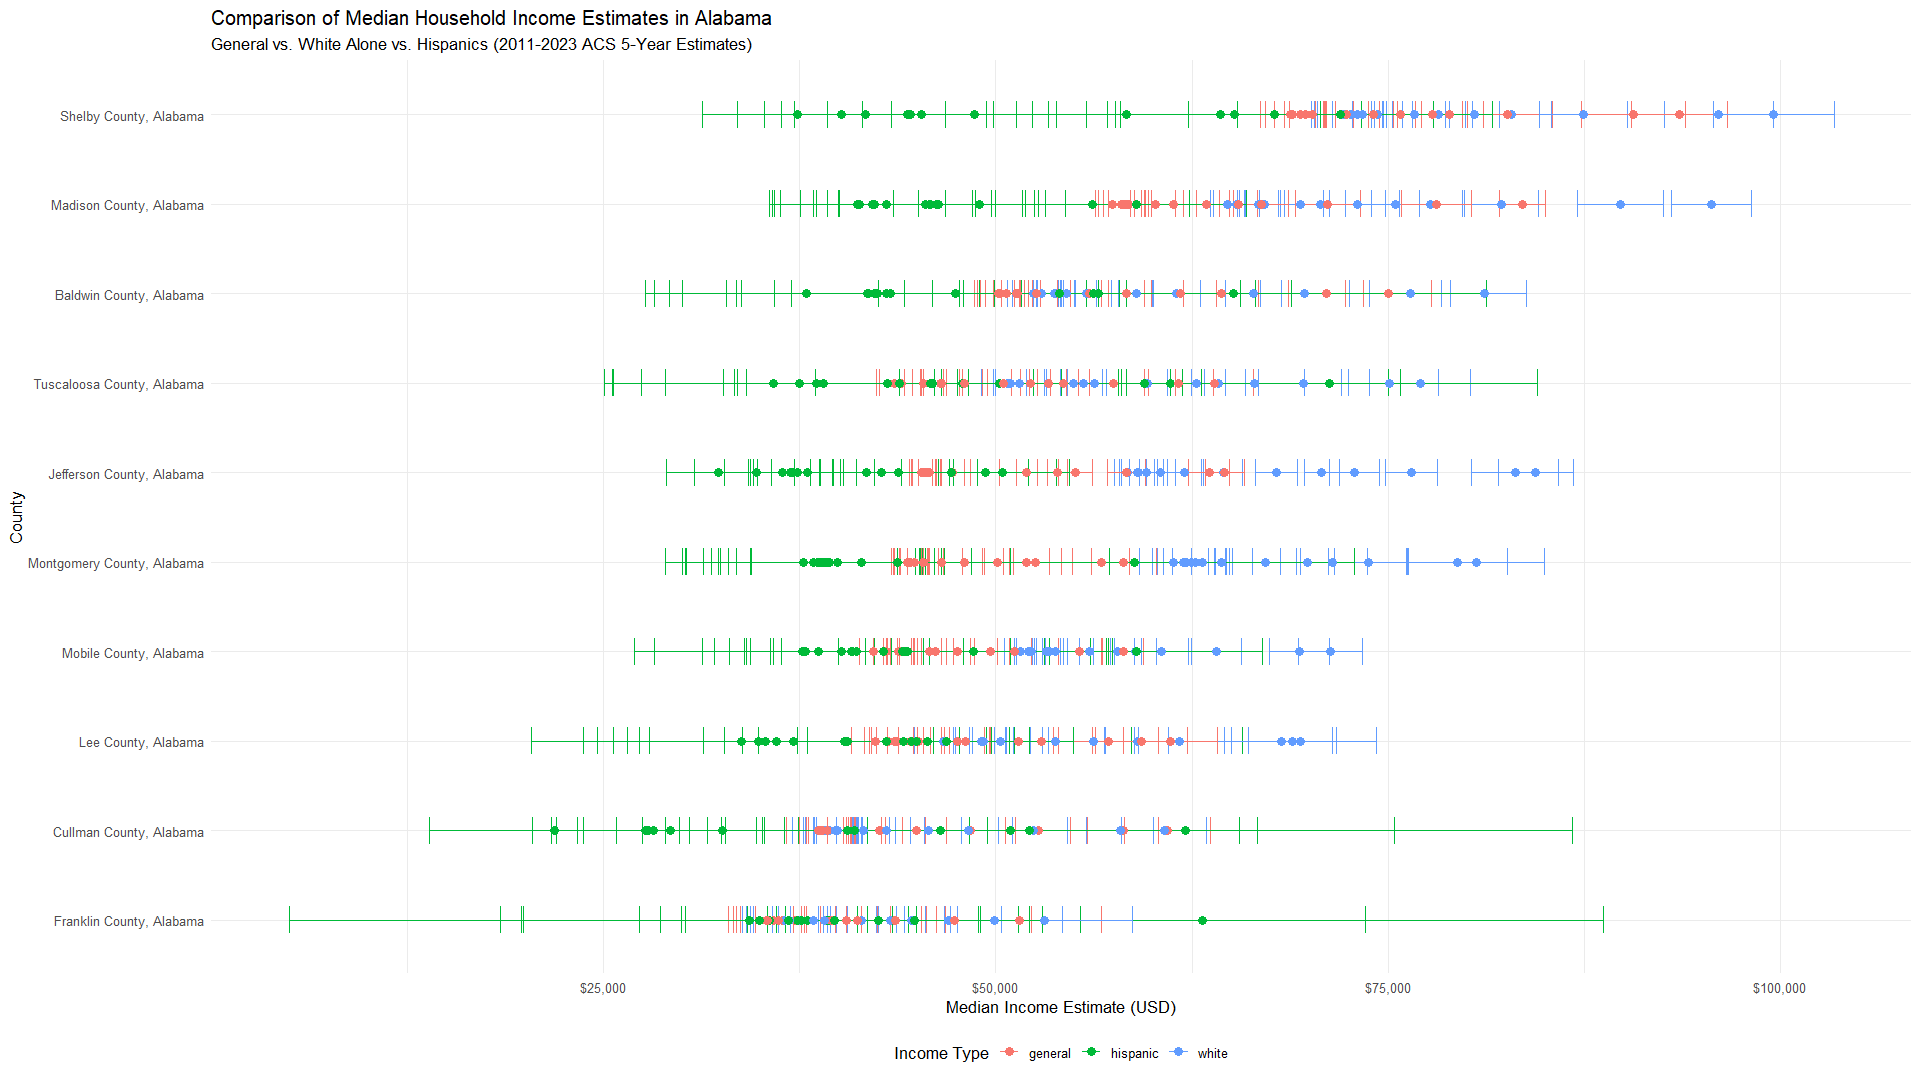 Comparison of Median Household Income Estimates in Alabama
General vs. White Alone vs. Hispanics (2011-2023 ACS 5-Year Estimates)
County
Shelby County, Alabama
Madison County, Alabama
Baldwin County, Alabama
Tuscaloosa County, Alabama
Jefferson County, Alabama
Montgomery County, Alabama
Mobile County, Alabama
Lee County, Alabama
Cullman County, Alabama
Franklin County, Alabama
$25,000 $50,000 $75,000 $100,000
Median Income Estimate (USD)
Income Type general hispanic white